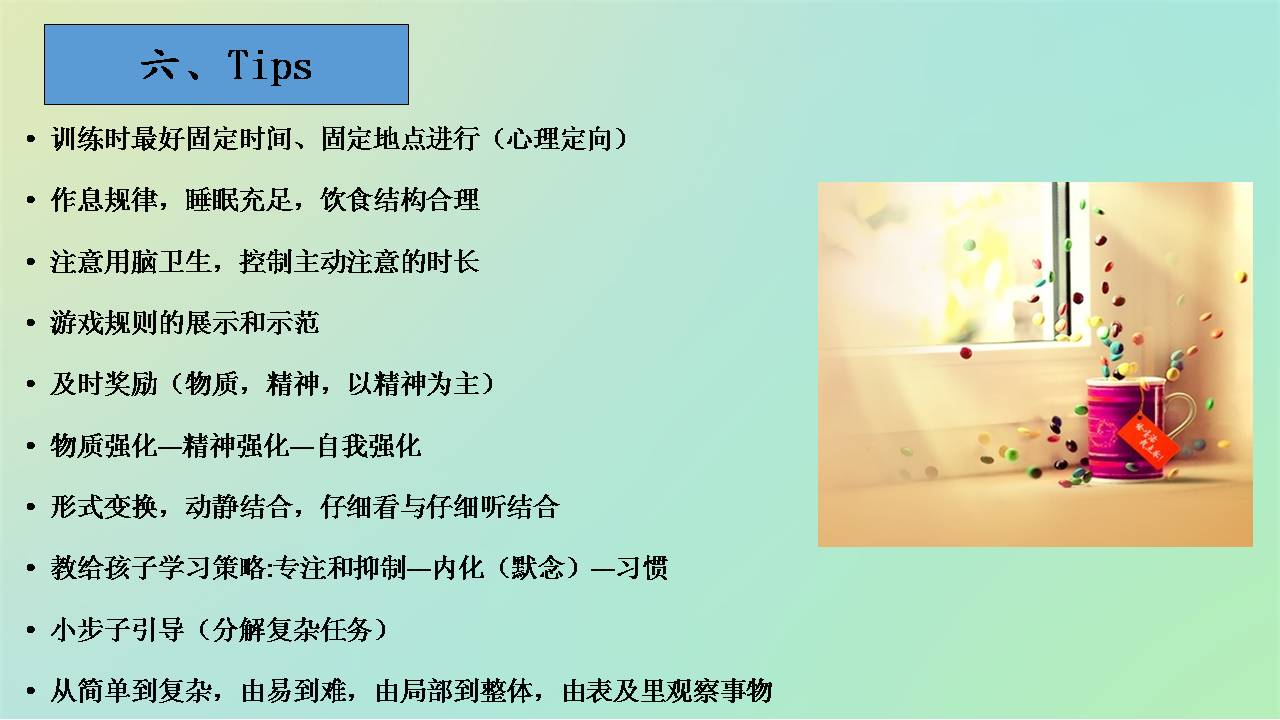 六、Tips
• 训练时最好固定时间、固定地点进行（心理定向）
• 作息规律，睡眠充足，饮食结构合理
• 注意用脑卫生，控制主动注意的时长
• 游戏规则的展示和示范
• 及时奖励（物质，精神，以精神为主）
• 物质强化—精神强化—自我强化
• 形式变换，动静结合，仔细看与仔细听结合
• 教给孩子学习策略:专注和抑制—内化（默念）—习惯
• 小步子引导（分解复杂任务）
• 从简单到复杂，由易到难，由局部到整体，由表及里观察事物